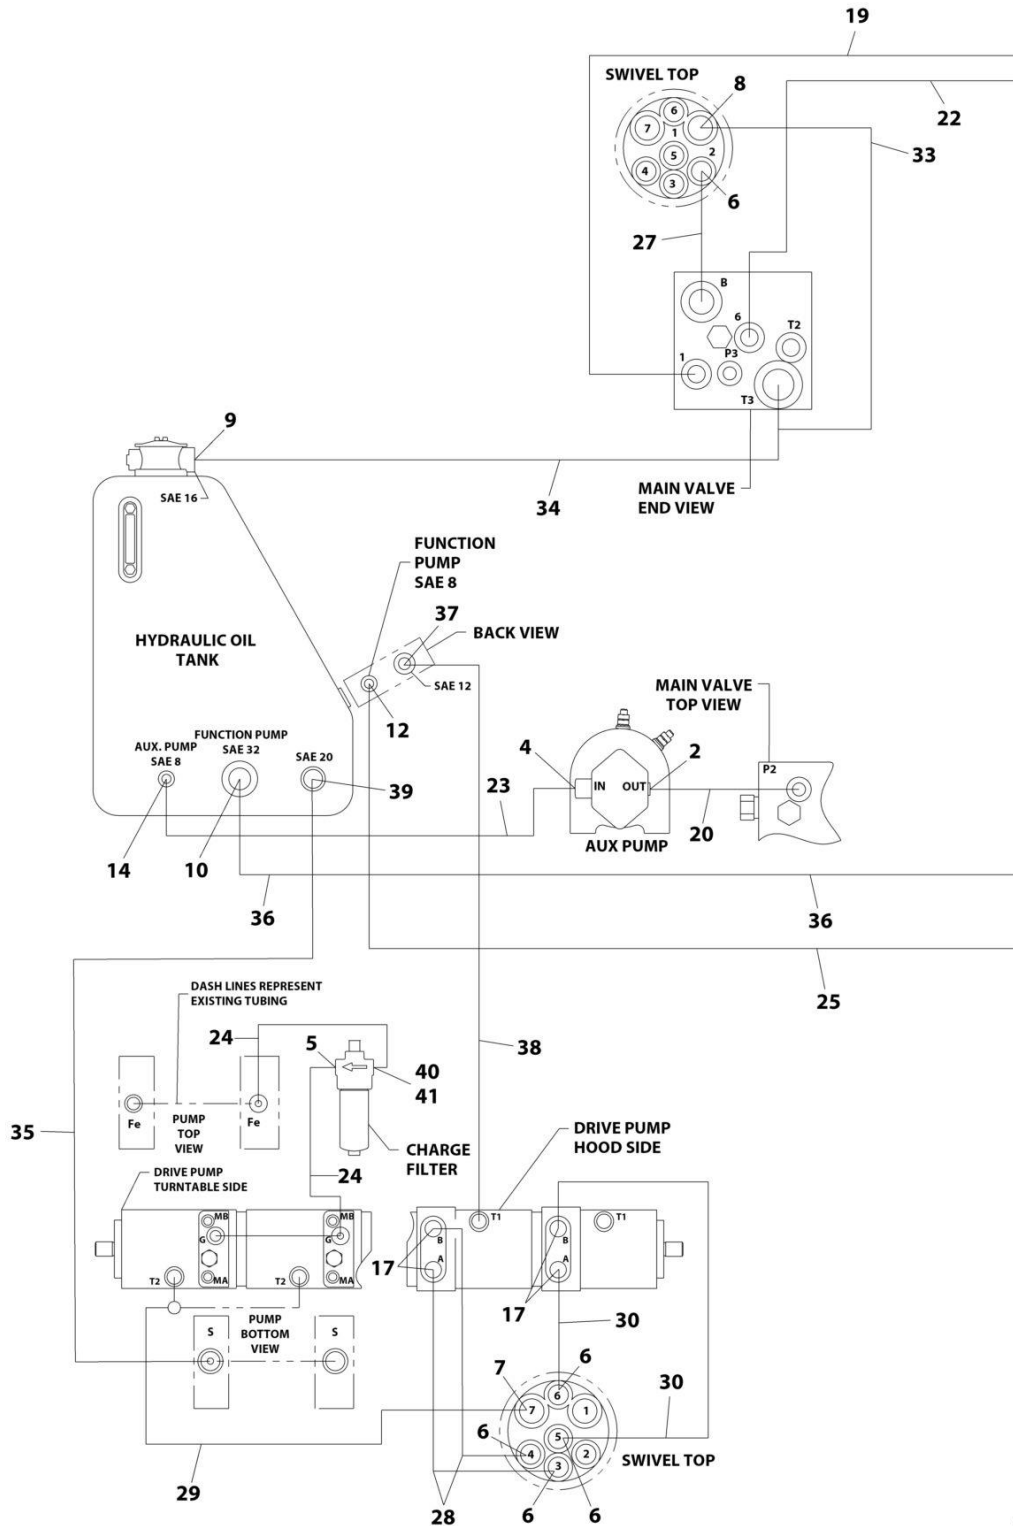 19
SWIVEL TOP
8
22
6
7
1
5
2
4
3
33
6
27
B
6
T2
P3
1
T3
9
SAE 16
34
MAIN VALVE
END VIEW
FUNCTION
PUMP
SAE 8
37
BACK VIEW
HYDRAULIC OIL
TANK
SAE 12
12
MAIN VALVE
TOP VIEW
FUNCTION PUMP
SAE 32
AUX. PUMP
SAE 8
SAE 20
4
2
P2
39
23
IN
OUT
20
AUX PUMP
14
10
36
36
25
DASH LINES REPRESENT
EXISTING TUBING
24
5
40
41
38
Fe
Fe
PUMP
TOP
VIEW
35
CHARGE
FILTER
DRIVE PUMP
HOOD SIDE
24
DRIVE PUMP
TURNTABLE SIDE
MB
G
MA
T2
MB
G
MA
T2
T1
B
A
T1
B
A
17
17
30
S
PUMP
BOTTOM
VIEW
S
7
6
30
6
7
1
5
4
2
3
6
SWIVEL TOP
29
28
6
6